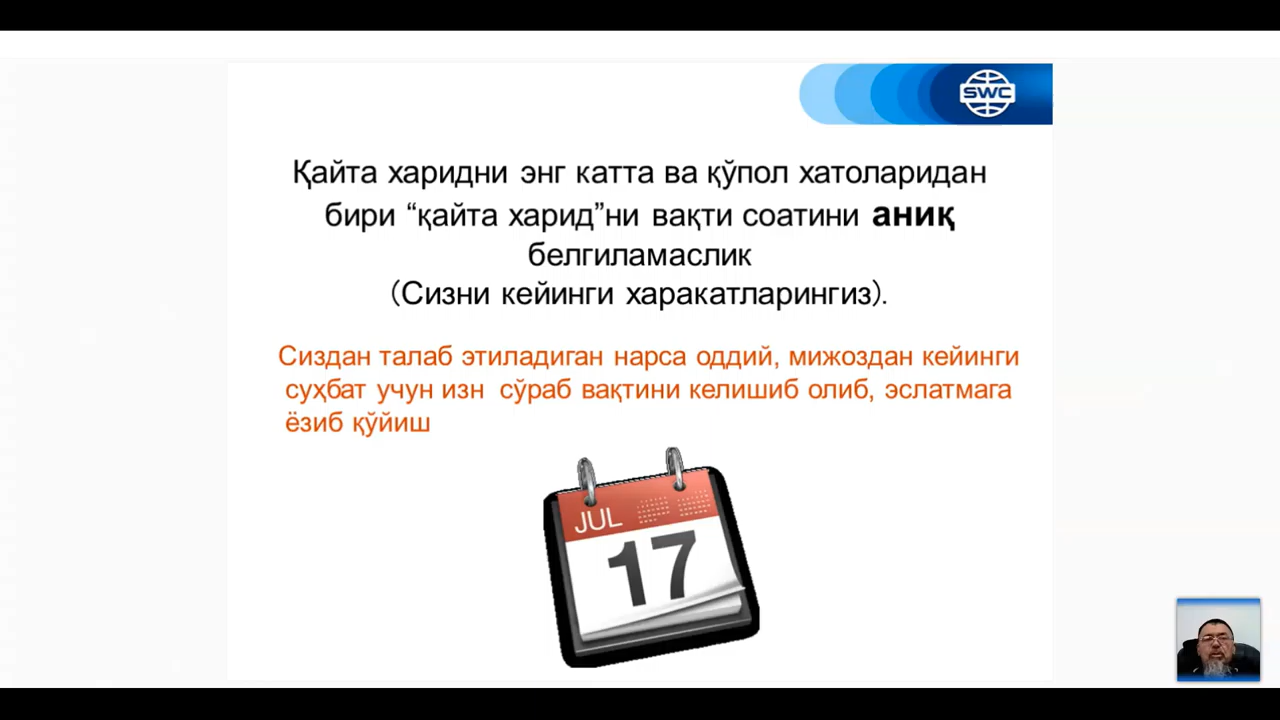 SWC
Қайта харидни энг катта ва қўпол хатоларидан
бири “қайта харид”ни вақти соатини аниқ
белгиламаслик
(Сизни кейинги харакатларингиз).
Сиздан талаб этиладиган нарса оддий, мижоздан кейинги
суҳбат учун изн сўраб вақтини келишиб олиб, эслатмага
ёзиб қўйиш
JUL
17